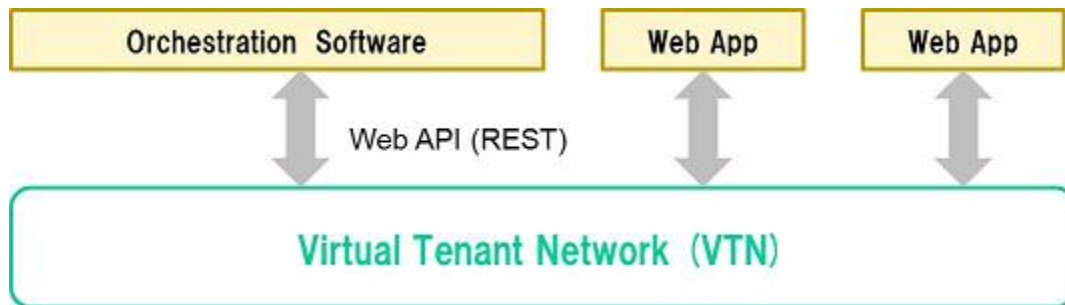 Orchestration Software
Web App
Web App
Web API (REST)
Virtual Tenant Network (VTN)